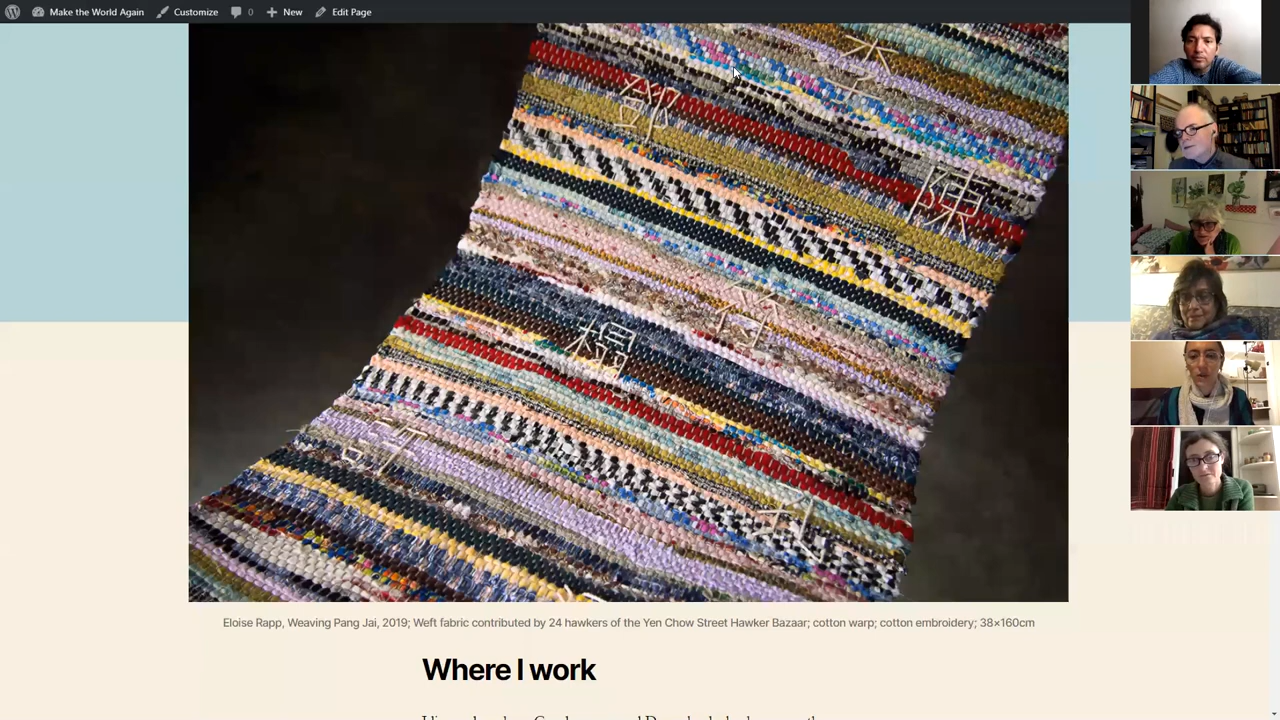 Make the World Again
Customize
0
New
Edit Page
Eloise Rapp, Weaving Pang Jai, 2019; Weft fabric contributed by 24 hawkers of the Yen Chow Street Hawker Bazaar; cotton warp; cotton embroidery; 38×160cm
Where I work